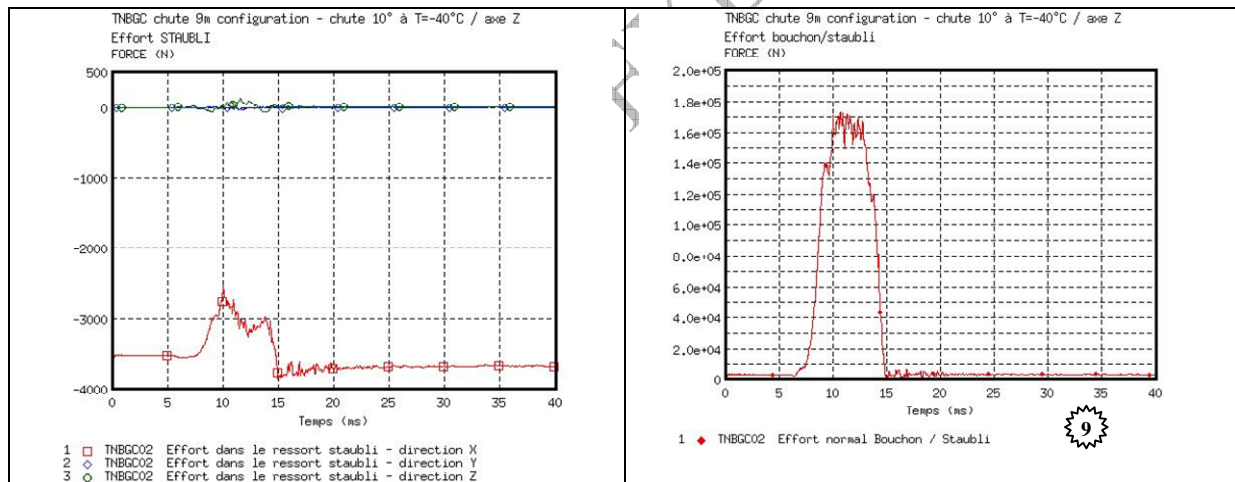 TNBGC chute 9m configuration - chute 10° à T=-40°C / axe Z
Effort STAUBLI
FORCE (N)
500
0
-1000
-2000
-3000
-4000
0 5 10 15 20 25 30 35 40
Temps (ms)
1 TNBGC02 Effort dans le ressort staubli - direction X
2 TNBGC02 Effort dans le ressort staubli - direction Y
3 TNBGC02 Effort dans le ressort staubli - direction Z
TNBGC chute 9m configuration - chute 10° à T=-40°C / axe Z
Effort bouchon/staubli
FORCE (N)
2.0e+05
1.8e+05
1.6e+05
1.4e+05
1.2e+05
1.0e+05
8.0e+04
6.0e+04
4.0e+04
2.0e+04
0
0 5 10 15 20 25 30 35 40
Temps (ms)
1 TNBGC02 Effort normal Bouchon / Staubli
9